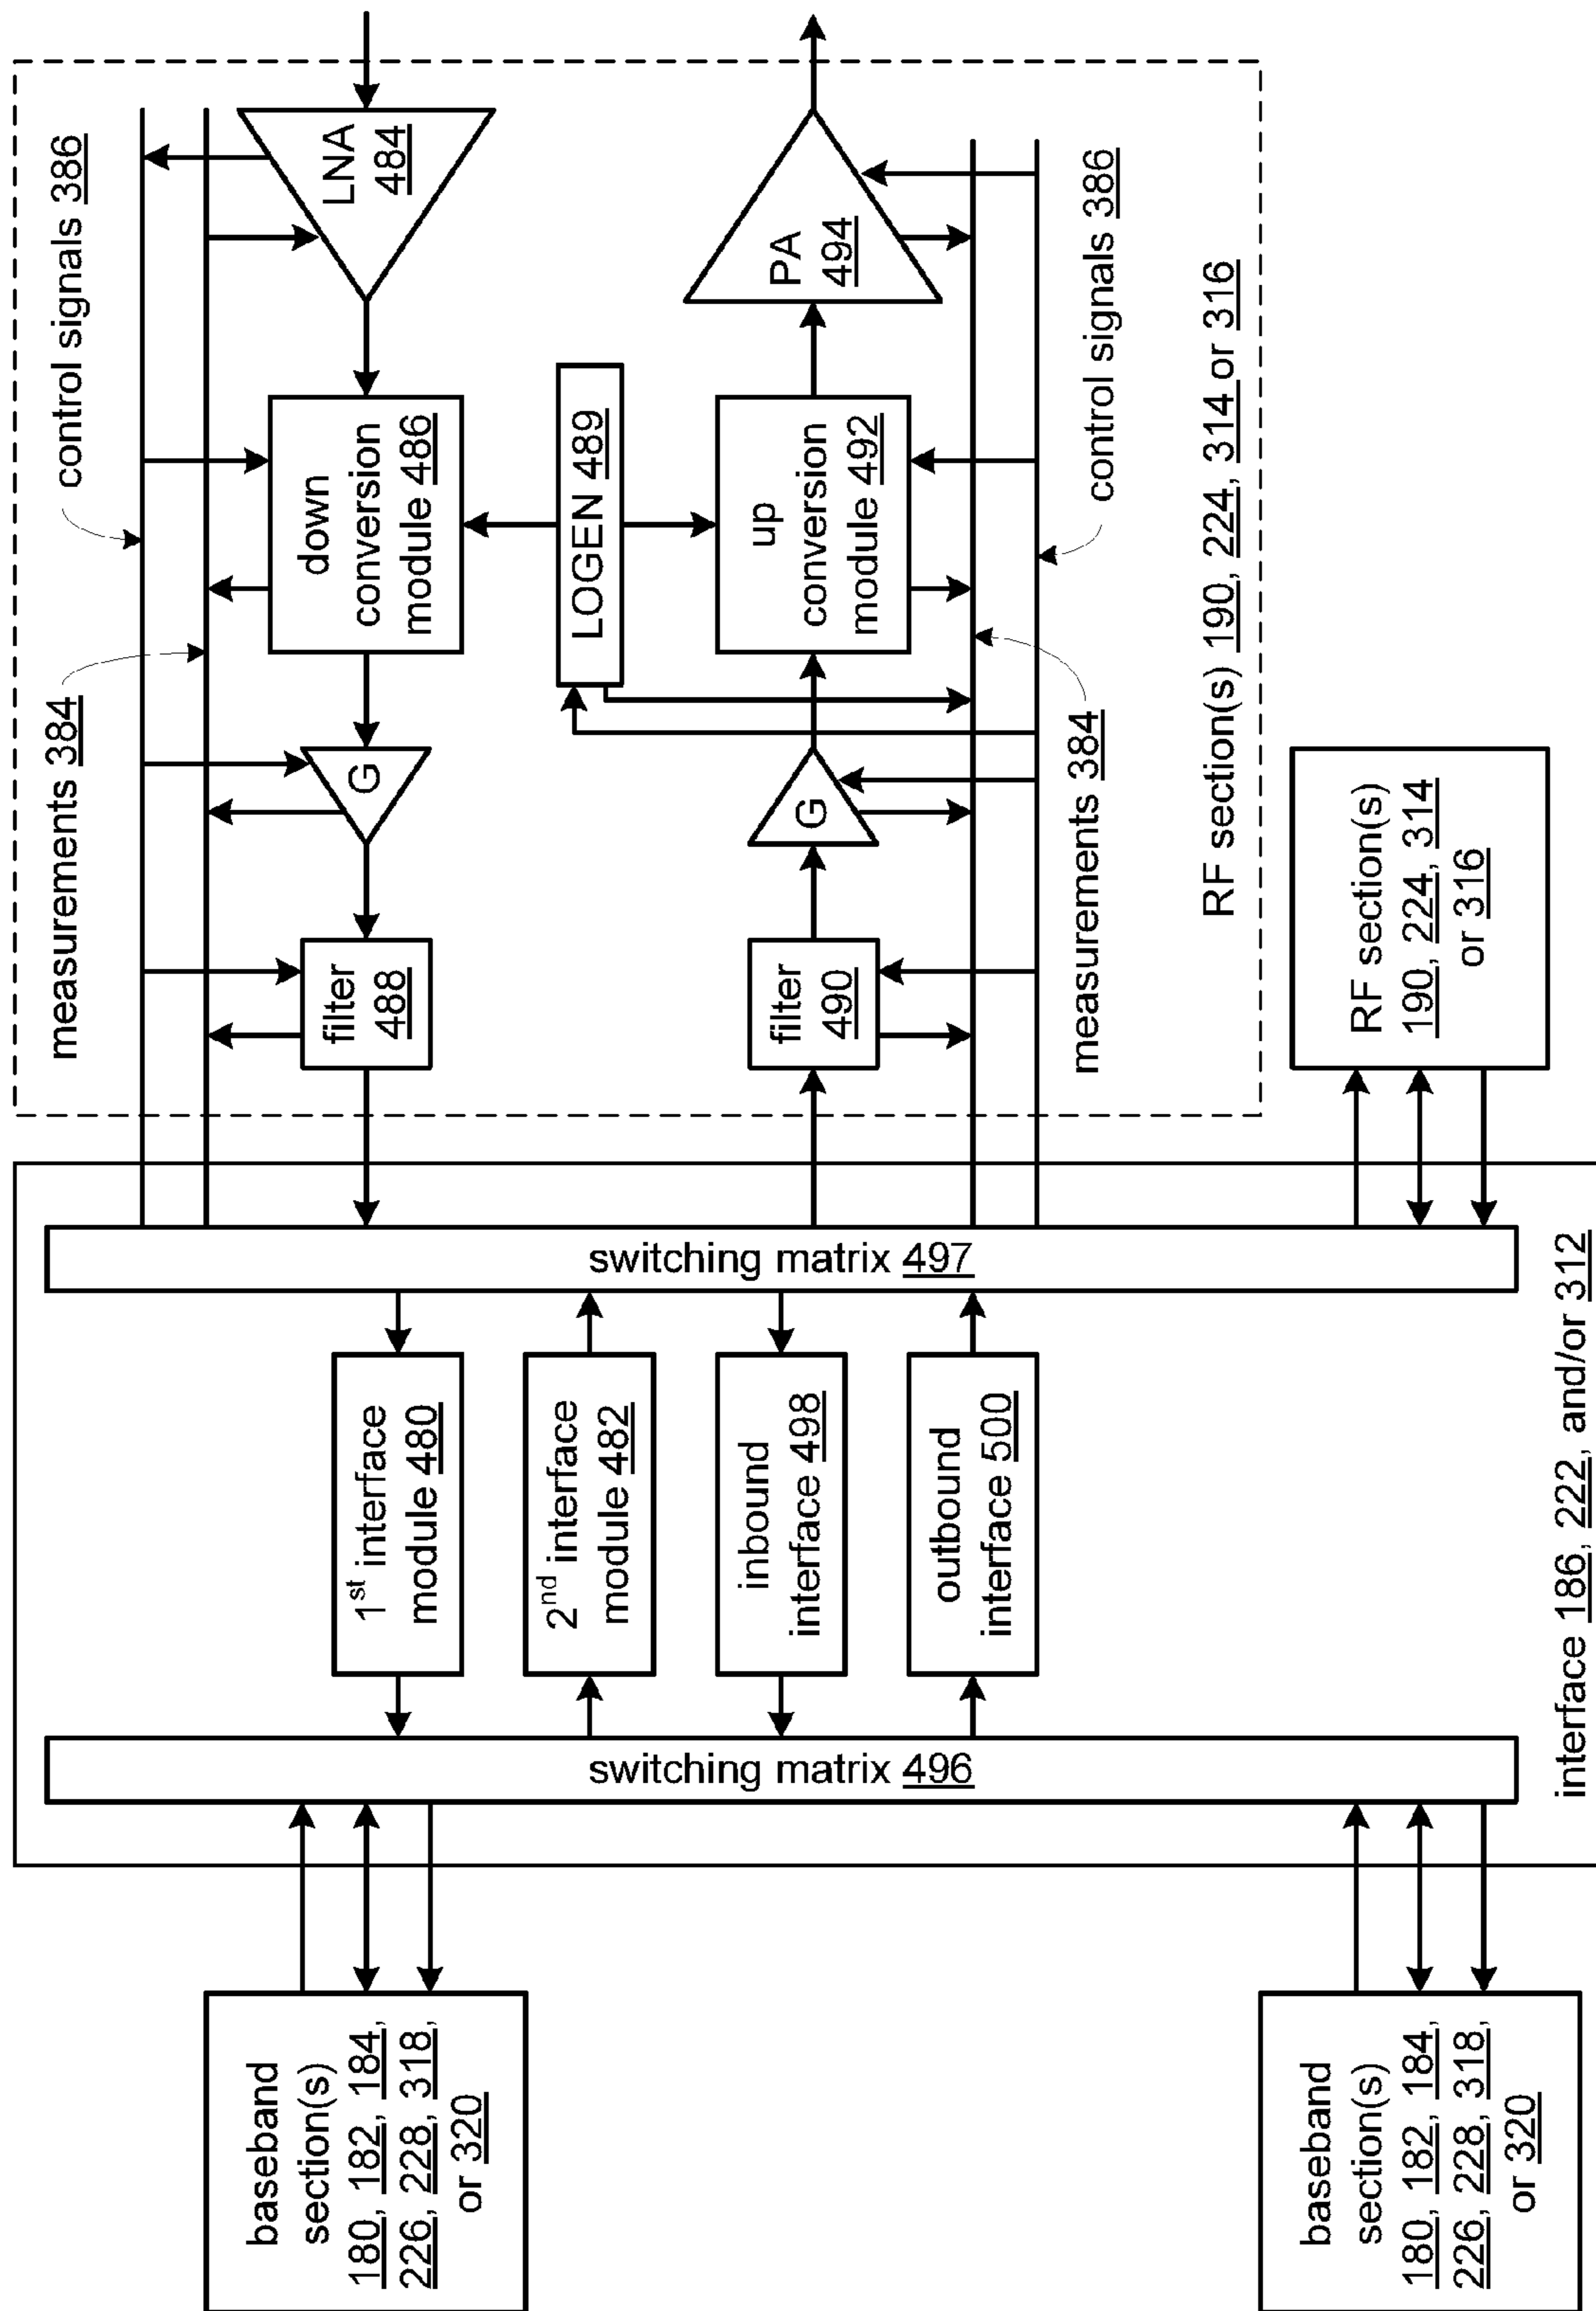 control signals 386
measurements 384
LNA
484
down
conversion
module 486
G
filter
488
LOGEN 489
PA
494
up
conversion
module 492
G
filter
490
control signals 386
measurements 384
RF section(s) 190, 224, 314 or 316
RF section(s)
190, 224, 314
or 316
switching matrix 497
1st interface
module 480
2nd interface
module 482
inbound
interface 498
outbound
interface 500
switching matrix 496
interface 186, 222, and/or 312
baseband
section(s)
180, 182, 184,
226, 228, 318,
or 320
baseband
section(s)
180, 182, 184,
226, 228, 318,
or 320